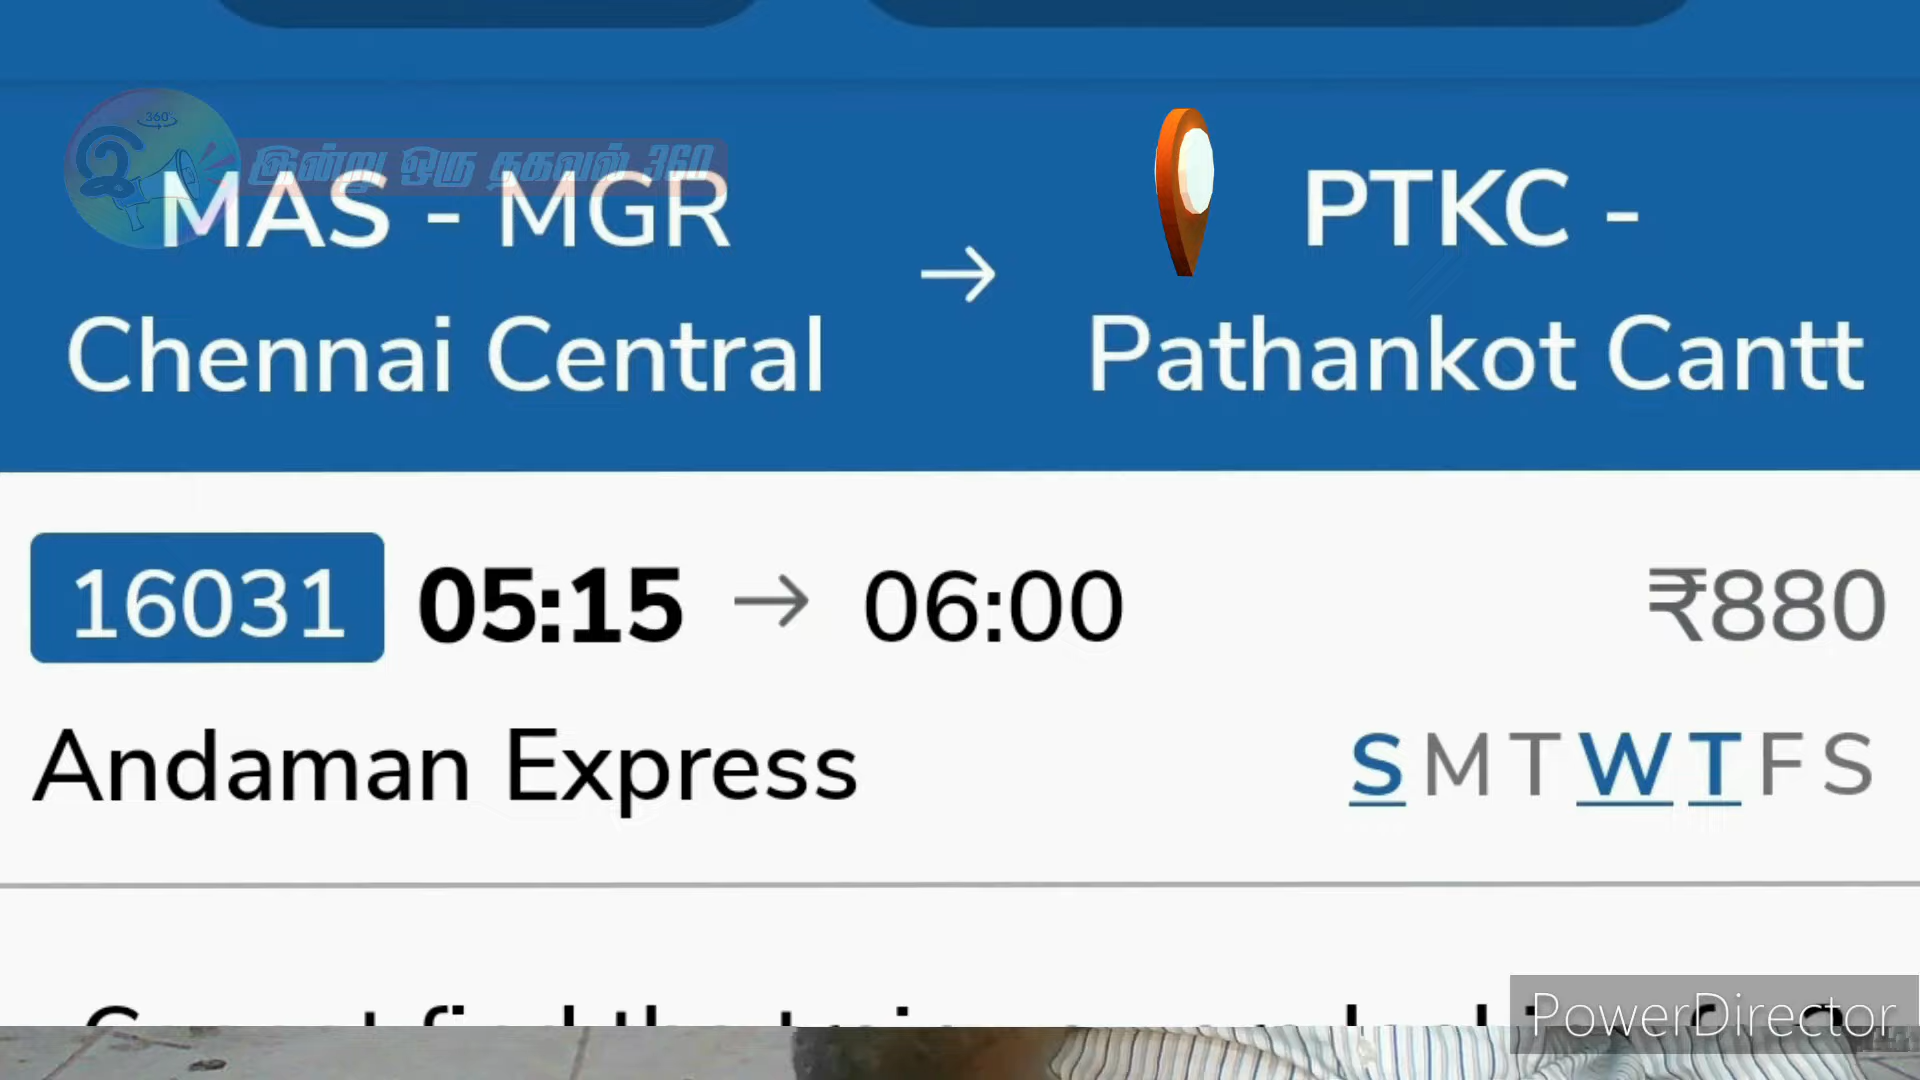 360°
இன்று ஒரு தகவல் 360
MAS - MGR
Chennai Central
→
PTKC -
Pathankot Cantt
16031 05:15 → 06:00 ₹880
Andaman Express S M T W T F S
PowerDirector